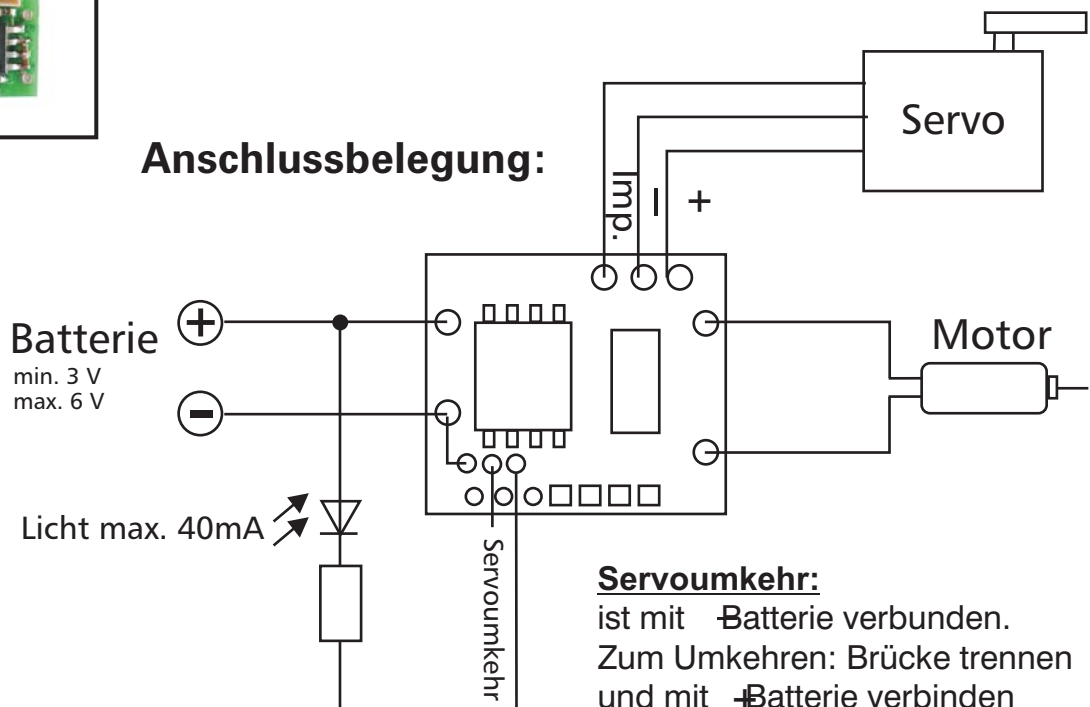 Anschlussbelegung:
Servo
Imp. – +
Batterie +
min. 3 V
max. 6 V
–
Motor
Licht max. 40mA
Servoumkehr
Servoumkehr:
ist mit –Batterie verbunden.
Zum Umkehren: Brücke trennen
und mit +Batterie verbinden